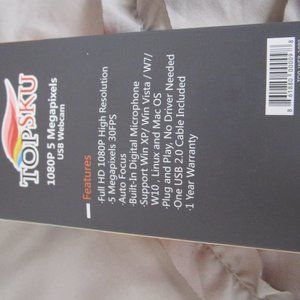 TOPSKU
1080P 5 Megapixels
USB Webcam
Features
·Full HD 1080P High Resolution
·5 Megapixels 30FPS
·Auto Focus
·Built-In Digital Microphone
·Support Win XP/ Win Vista / W7/
W10 , Linux and Mac OS
·Plug and Play, No Driver Needed
·One USB 2.0 Cable Included
·1 Year Warranty